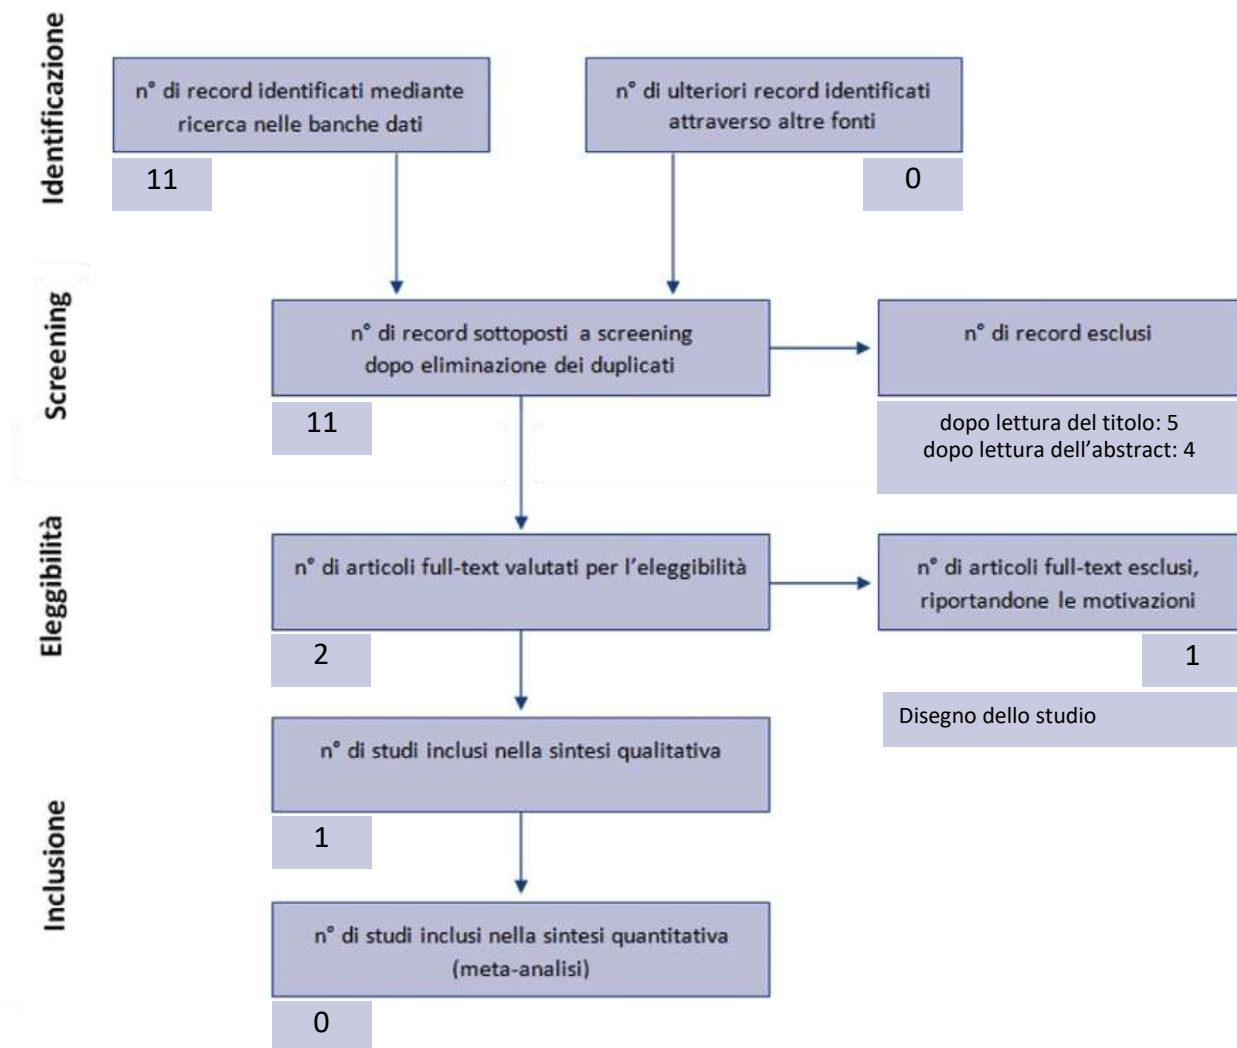 Identificazione
n° di record identificati mediante
ricerca nelle banche dati
11
n° di ulteriori record identificati
attraverso altre fonti
0
Screening
n° di record sottoposti a screening
dopo eliminazione dei duplicati
11
n° di record esclusi
dopo lettura del titolo: 5
dopo lettura dell’abstract: 4
Eleggibilità
n° di articoli full-text valutati per l’eleggibilità
2
n° di articoli full-text esclusi,
riportandone le motivazioni
1
Disegno dello studio
Inclusione
n° di studi inclusi nella sintesi qualitativa
1
n° di studi inclusi nella sintesi quantitativa
(meta-analisi)
0